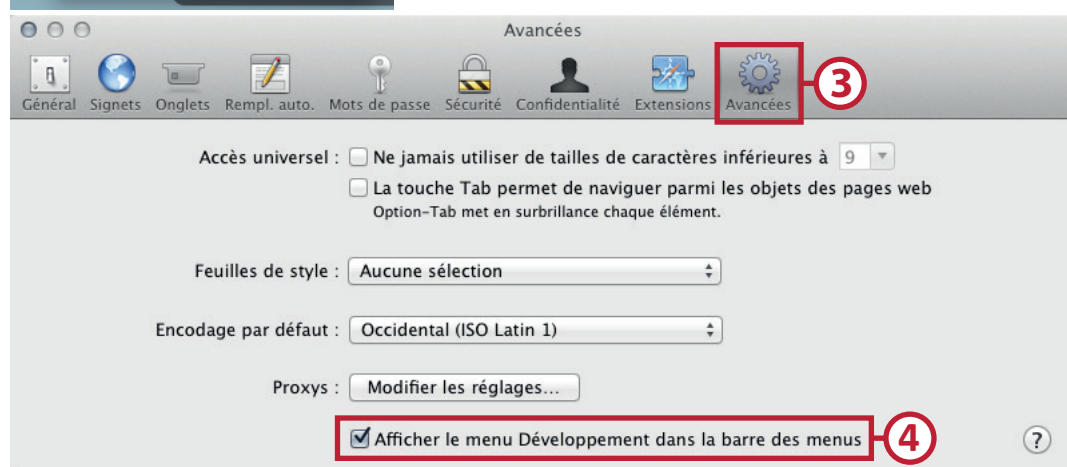 Avancées
Général Signets Onglets Rempl. auto. Mots de passe Sécurité Confidentialité Extensions Avancées
3
Accès universel : Ne jamais utiliser de tailles de caractères inférieures à 9
La touche Tab permet de naviguer parmi les objets des pages web
Option-Tab met en surbrillance chaque élément.
Feuilles de style : Aucune sélection
Encodage par défaut : Occidental (ISO Latin 1)
Proxys : Modifier les réglages...
Afficher le menu Développement dans la barre des menus 4 ?